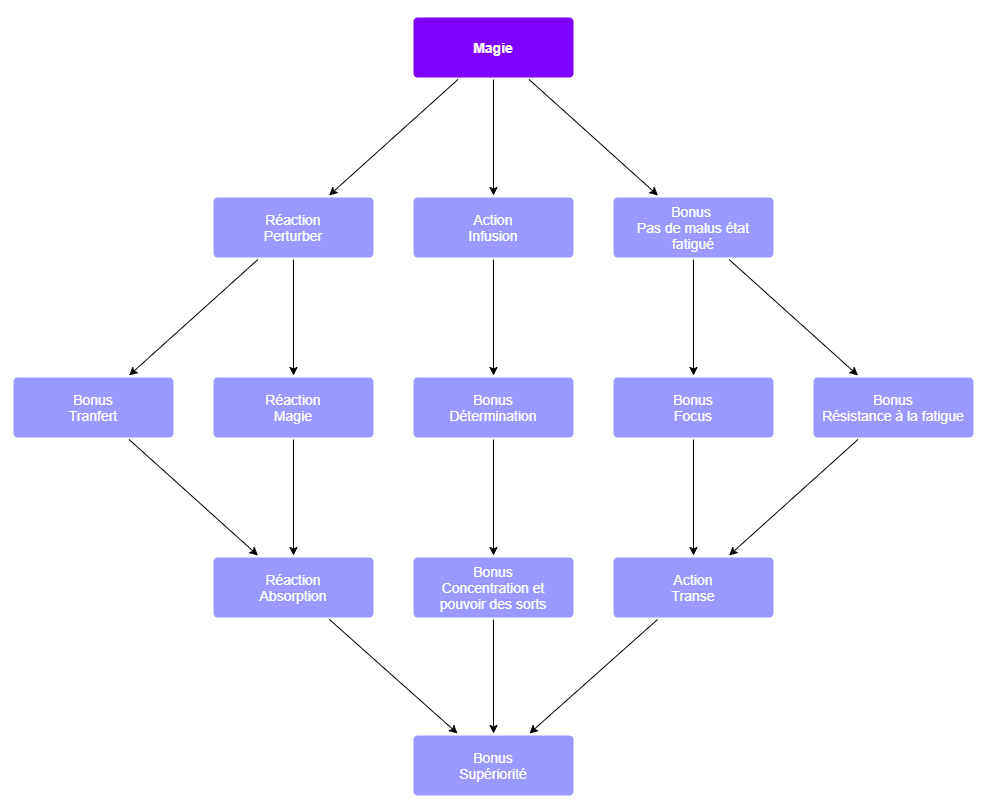 Magie
Réaction
Perturber
Action
Infusion
Bonus
Pas de malus état
fatigué
Bonus
Tranfert
Réaction
Magie
Bonus
Détermination
Bonus
Focus
Bonus
Résistance à la fatigue
Réaction
Absorption
Bonus
Concentration et
pouvoir des sorts
Action
Transe
Bonus
Supériorité